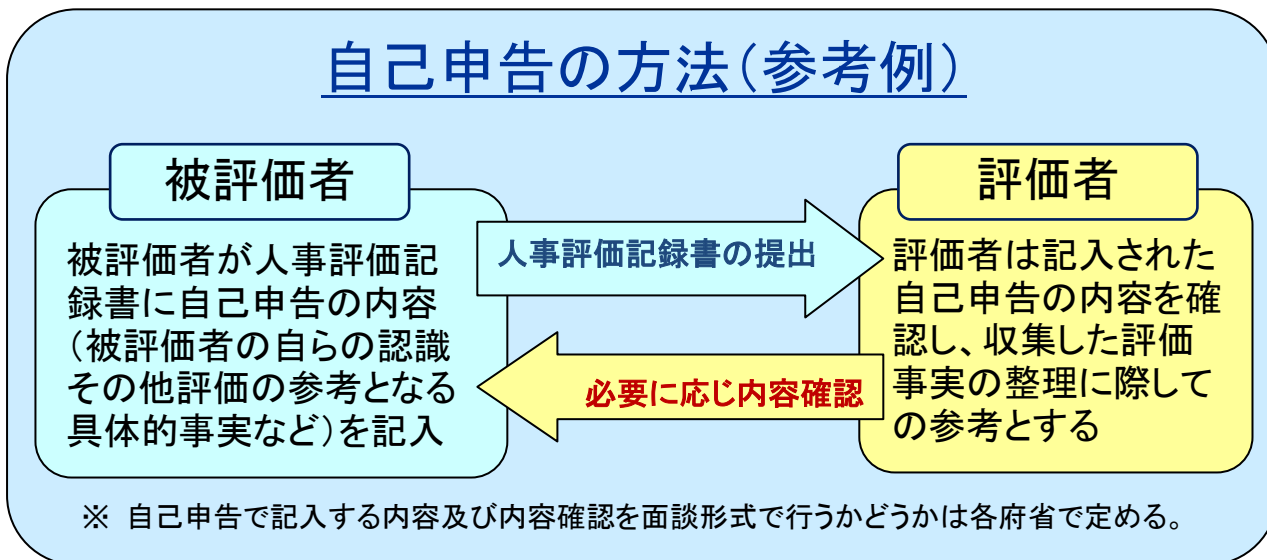 自己申告の方法（参考例）
被評価者
被評価者が人事評価記
録書に自己申告の内容
（被評価者の自らの認識
その他評価の参考となる
具体的事実など）を記入
人事評価記録書の提出
必要に応じ内容確認
評価者
評価者は記入された
自己申告の内容を確
認し、収集した評価
事実の整理に際して
の参考とする
※ 自己申告で記入する内容及び内容確認を面談形式で行うかどうかは各府省で定める。